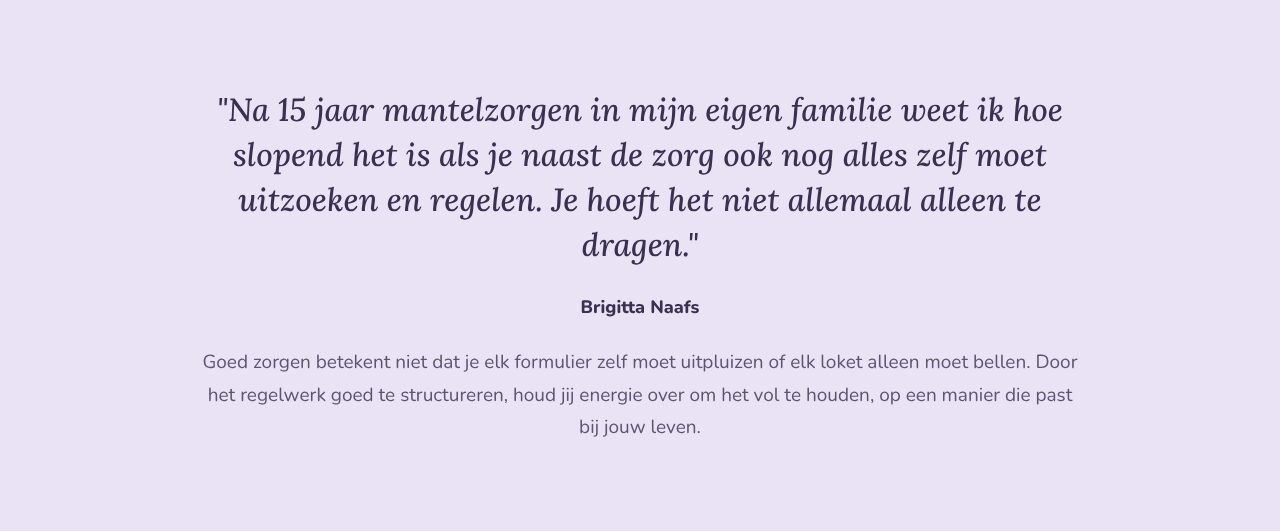 "Na 15 jaar mantelzorgen in mijn eigen familie weet ik hoe
slopend het is als je naast de zorg ook nog alles zelf moet
uitzoeken en regelen. Je hoeft het niet allemaal alleen te
dragen."
Brigitta Naafs
Goed zorgen betekent niet dat je elk formulier zelf moet uitpluizen of elk loket alleen moet bellen. Door
het regelwerk goed te structureren, houd jij energie over om het vol te houden, op een manier die past
bij jouw leven.